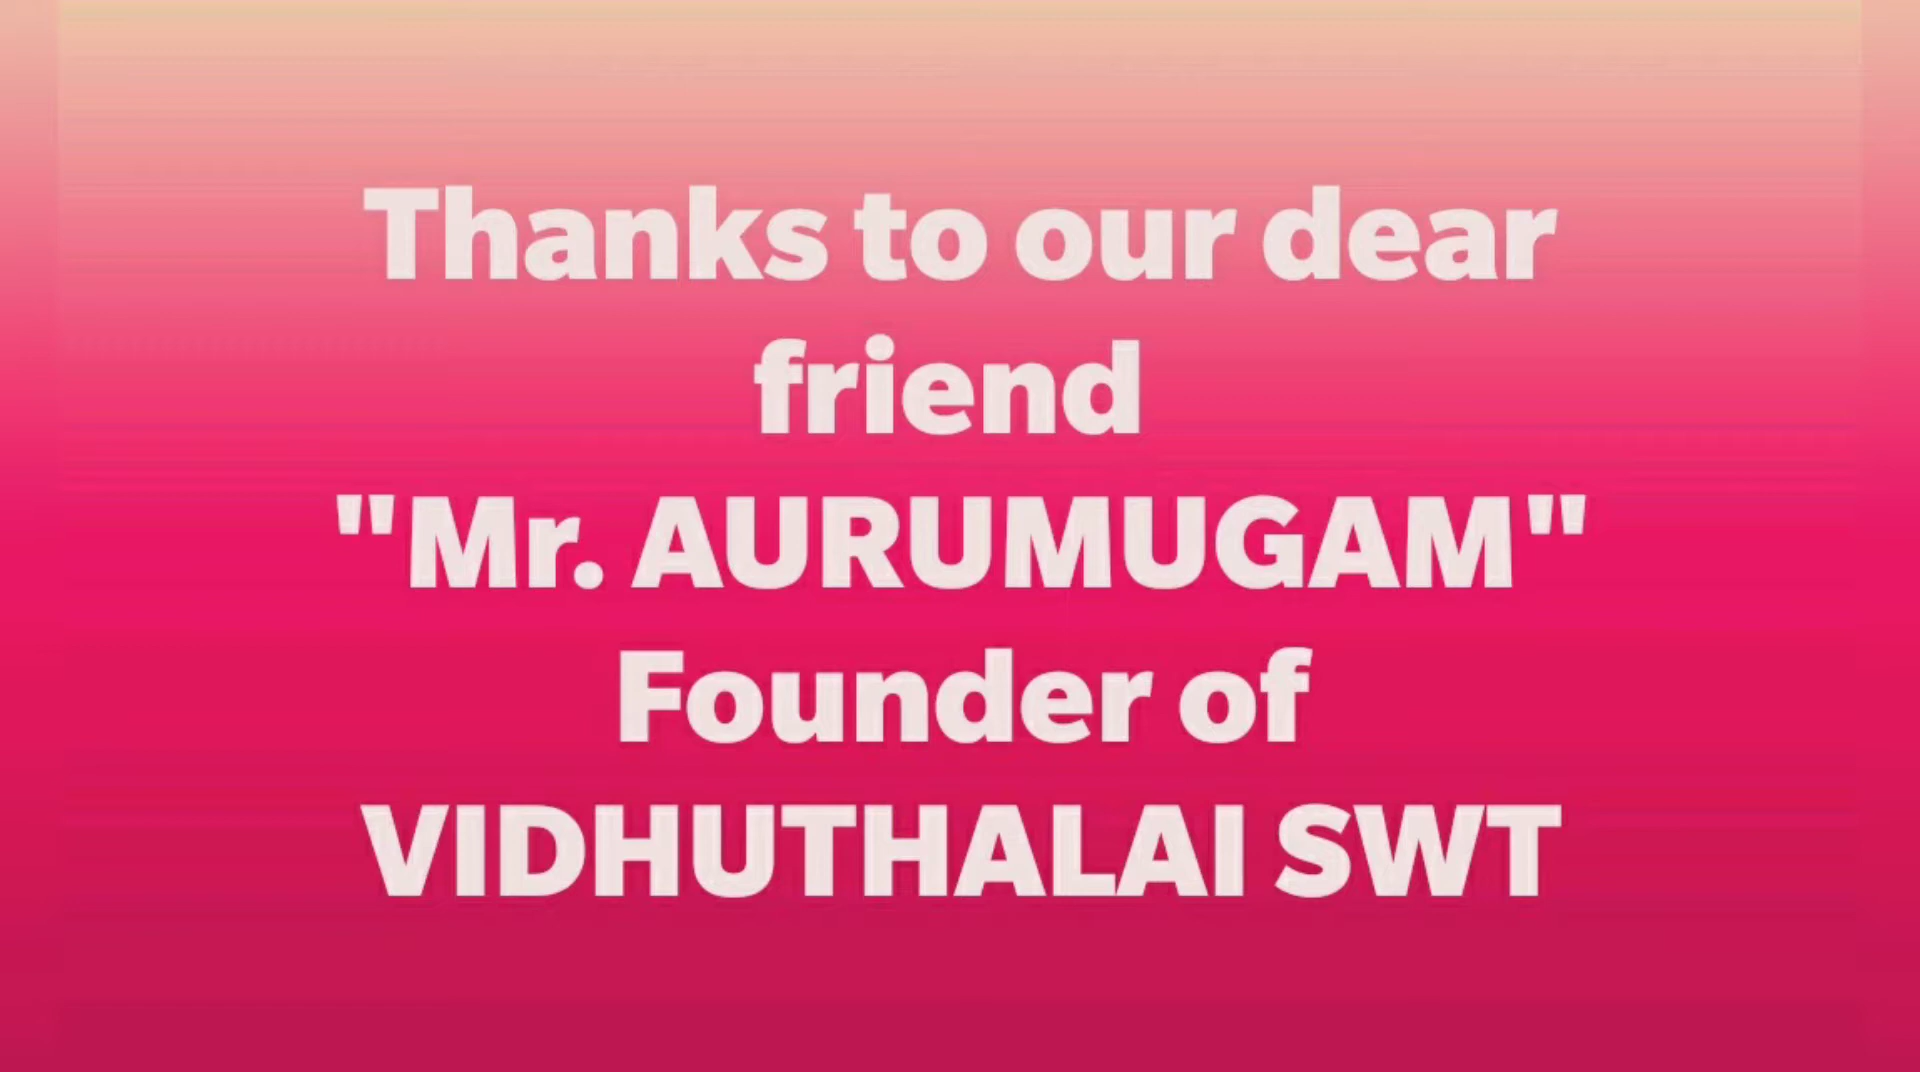 Thanks to our dear
friend
"Mr. AURUMUGAM"
Founder of
VIDHUTHALAI SWT